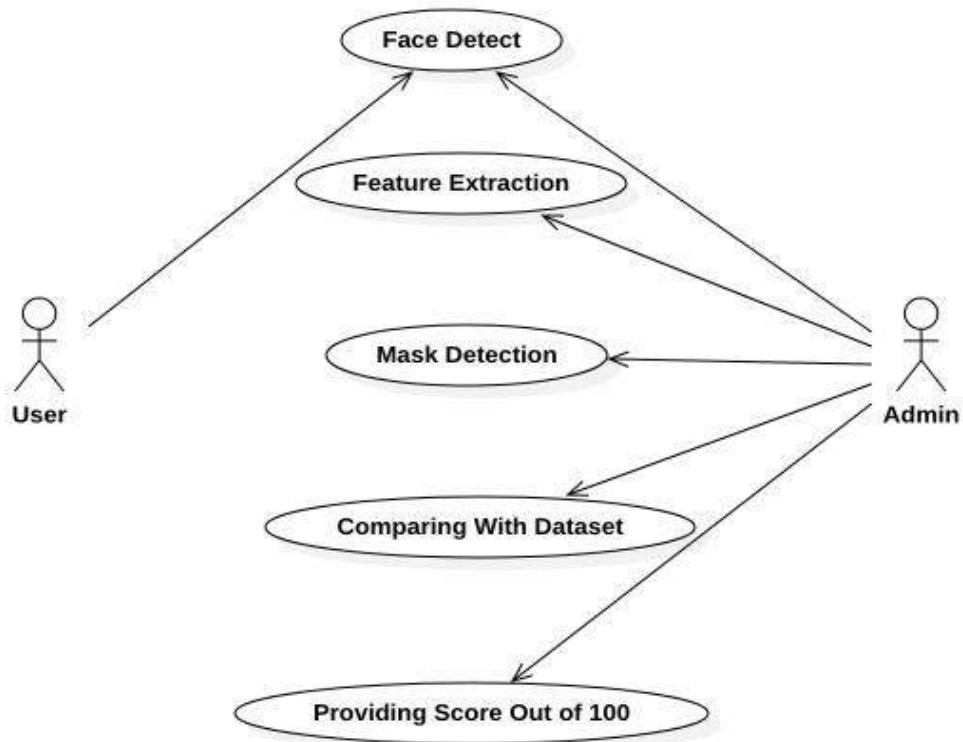 Face Detect
Feature Extraction
Mask Detection
User
Admin
Comparing With Dataset
Providing Score Out of 100